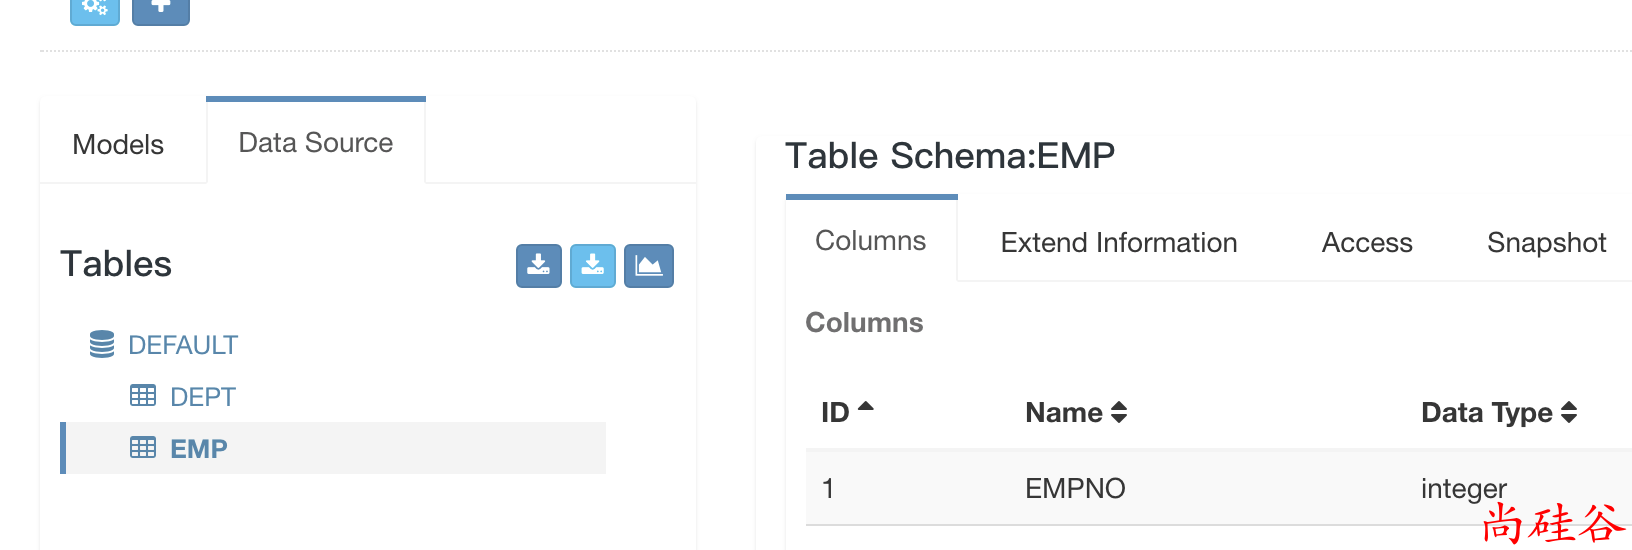 Models
Data Source
Tables
DEFAULT
DEPT
EMP
Table Schema:EMP
Columns
Extend Information
Access
Snapshot
Columns
ID
Name
Data Type
1
EMPNO
integer
尚硅谷